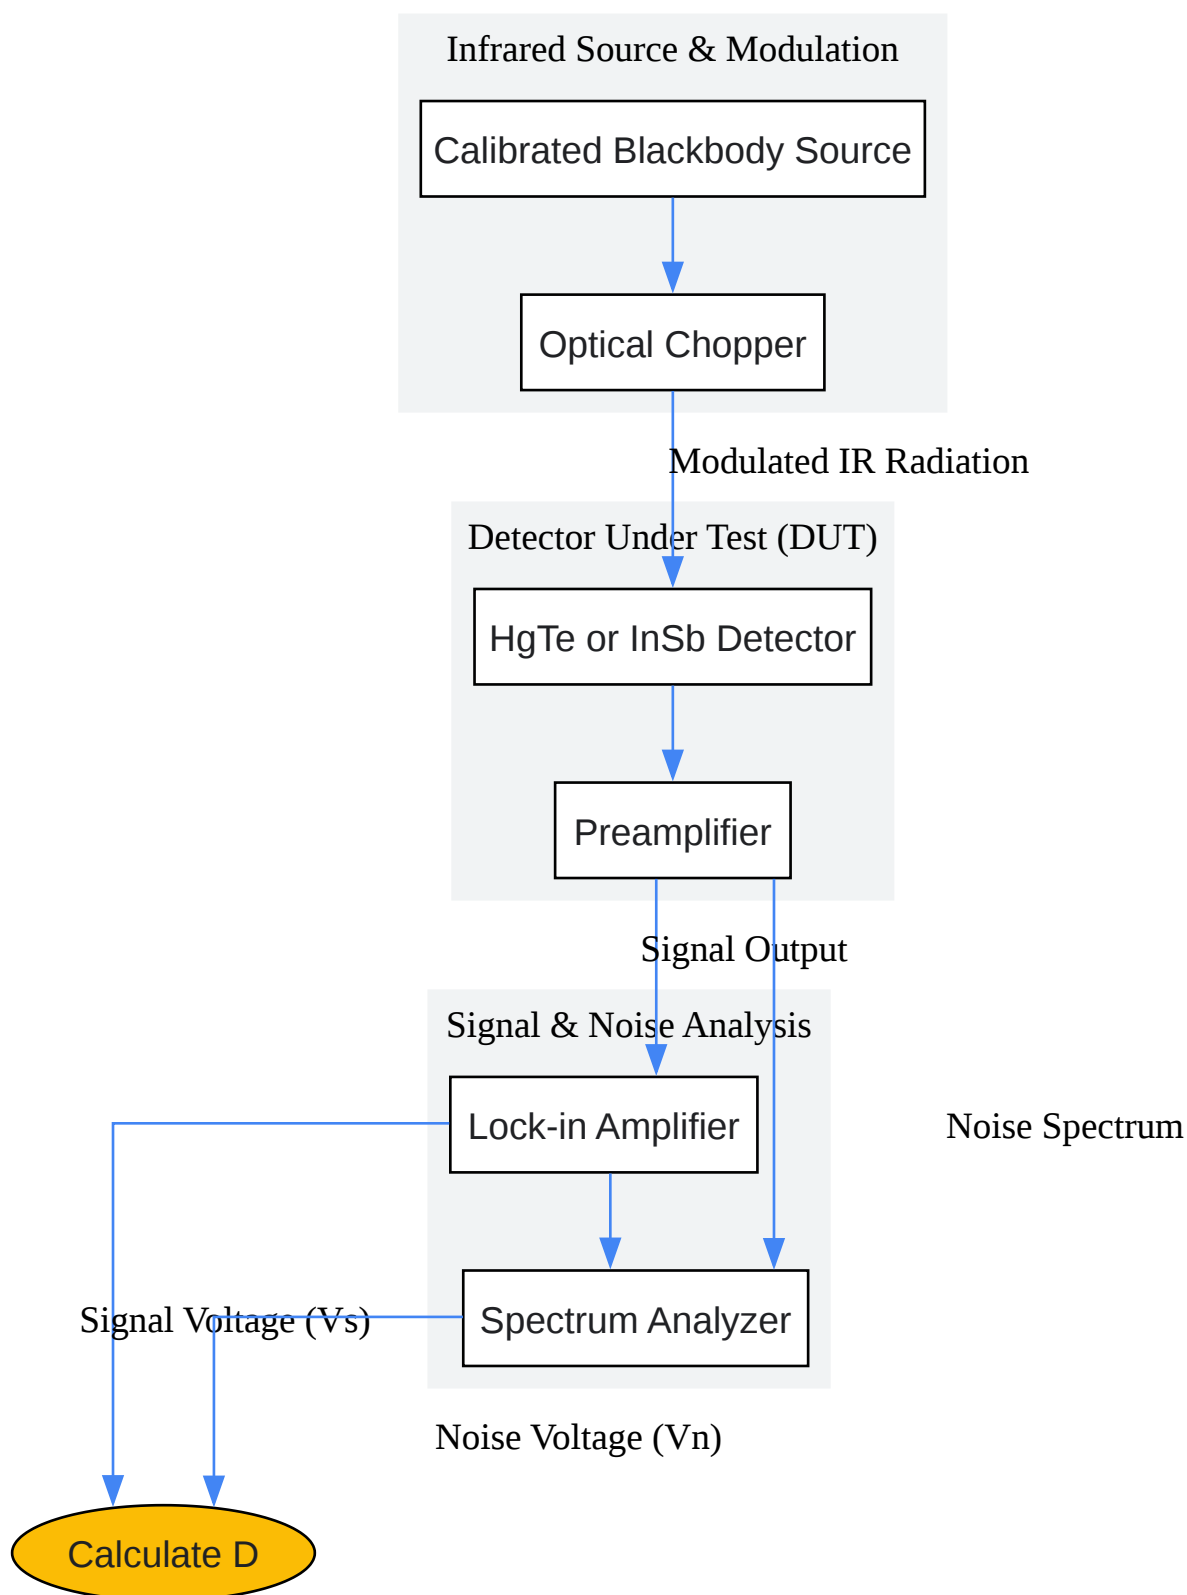 Infrared Source & Modulation
Calibrated Blackbody Source
Optical Chopper
Modulated IR Radiation
Detector Under Test (DUT)
HgTe or InSb Detector
Preamplifier
Signal Output
Signal & Noise Analysis
Lock-in Amplifier
Noise Spectrum
Signal Voltage (Vs)
Spectrum Analyzer
Noise Voltage (Vn)
Calculate D